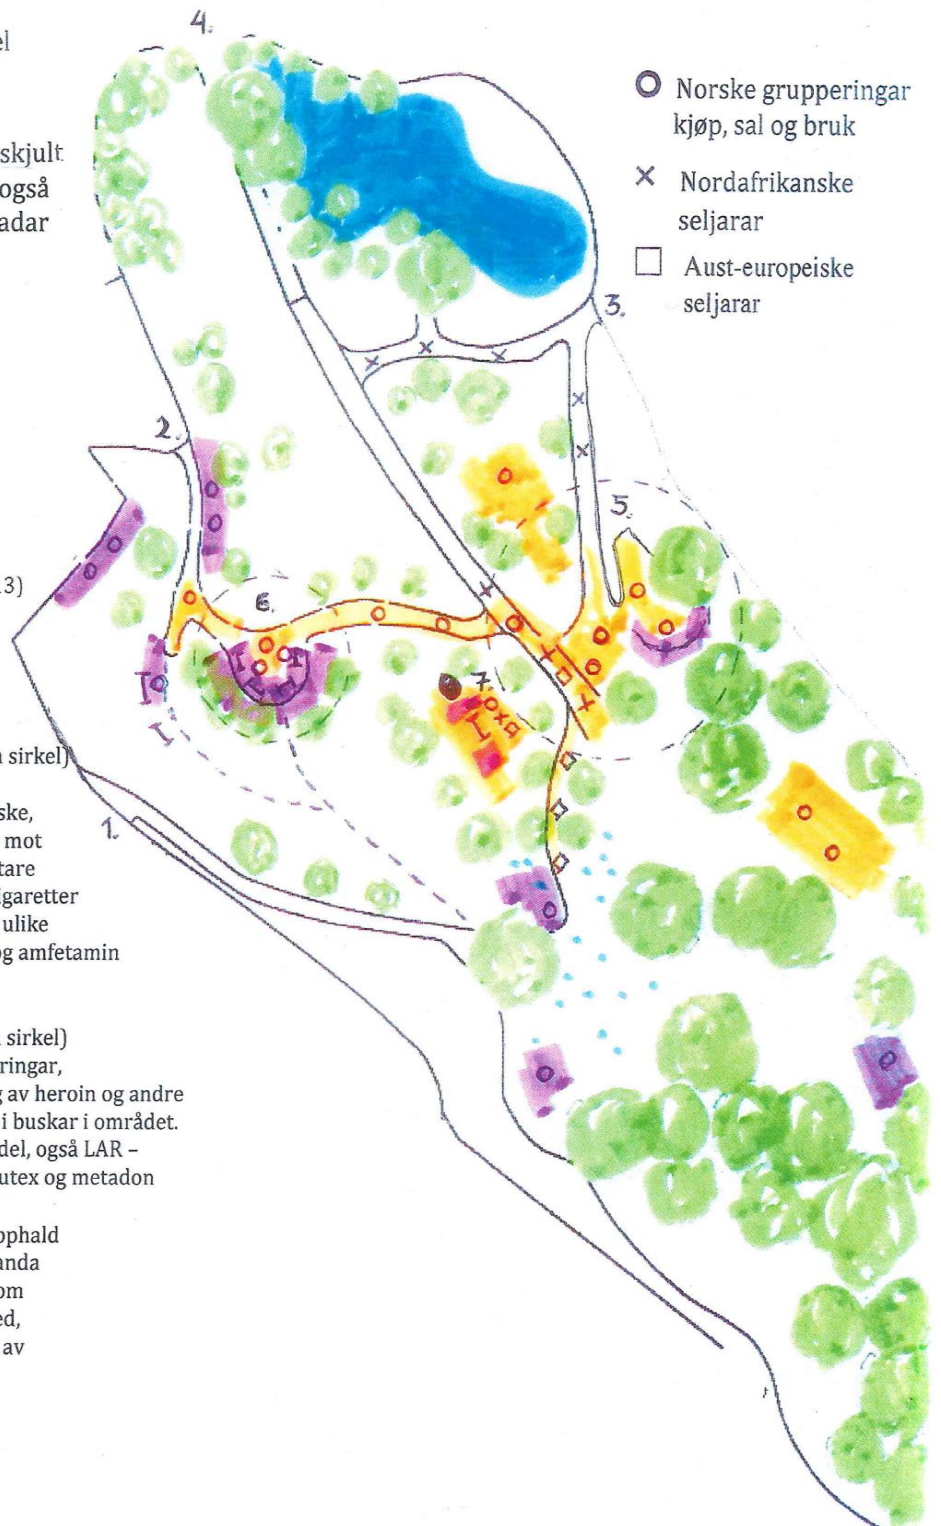 4.
el
skjult
også
adar
Norske grupperingar
kjøp, sal og bruk
Nordafrikanske
seljarar
Aust-europeiske
seljarar
3.
2.
5.
13)
6.
7.
sirkel)
ske,
1.
mot
tare
igaretter
ulike
og amfetamin
sirkel)
ringar,
g av heroin og andre
i buskar i området.
del, også LAR –
utex og metadon
pphald
anda
om
ed,
av